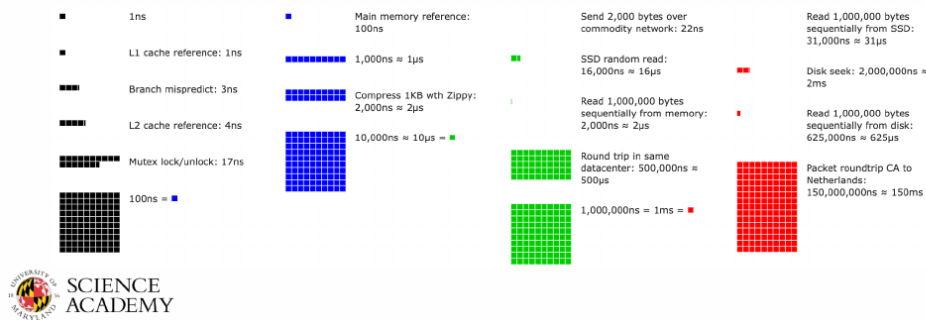 1ns
L1 cache reference: 1ns
Branch mispredict: 3ns
L2 cache reference: 4ns
Mutex lock/unlock: 17ns
100ns =
Main memory reference:
100ns
1,000ns ≈ 1μs
Compress 1KB wth Zippy:
2,000ns ≈ 2μs
10,000ns ≈ 10μs =
Send 2,000 bytes over
commodity network: 22ns
SSD random read:
16,000ns ≈ 16μs
Read 1,000,000 bytes
sequentially from memory:
2,000ns ≈ 2μs
Round trip in same
datacenter: 500,000ns ≈
500μs
1,000,000ns = 1ms =
Read 1,000,000 bytes
sequentially from SSD:
31,000ns ≈ 31μs
Disk seek: 2,000,000ns ≈
2ms
Read 1,000,000 bytes
sequentially from disk:
625,000ns ≈ 625μs
Packet roundtrip CA to
Netherlands:
150,000,000ns ≈ 150ms
UNIVERSITY OF
18 56
MARYLAND
SCIENCE
ACADEMY